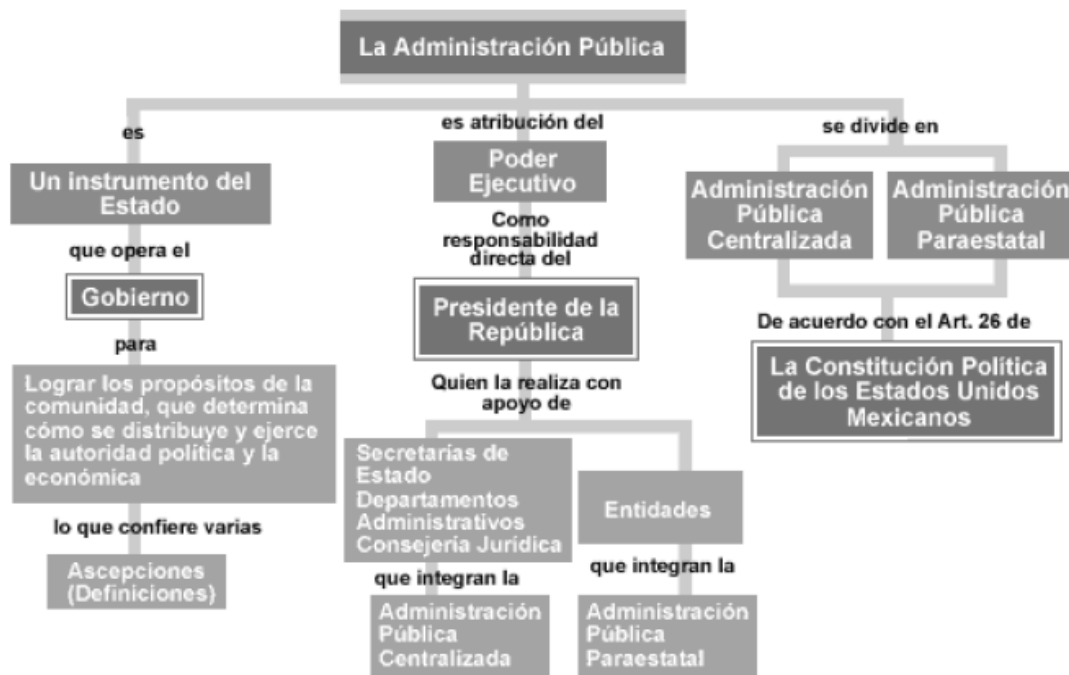 La Administración Pública
es
Un instrumento del
Estado
que opera el
Gobierno
para
Lograr los propósitos de la
comunidad, que determina
cómo se distribuye y ejerce
la autoridad política y la
económica
lo que confiere varias
Ascepciones
(Definiciones)
es atribución del
Poder
Ejecutivo
Como
responsabilidad
directa del
Presidente de la
República
Quien la realiza con
apoyo de
Secretarías de
Estado
Departamentos
Administrativos
Consejería Jurídica
que integran la
Administración
Pública
Centralizada
Entidades
que integran la
Administración
Pública
Paraestatal
se divide en
Administración
Pública
Centralizada
Administración
Pública
Paraestatal
De acuerdo con el Art. 26 de
La Constitución Política
de los Estados Unidos
Mexicanos